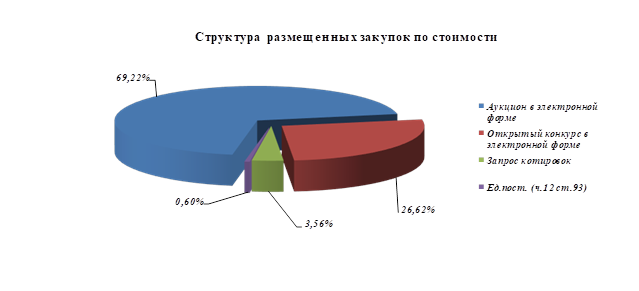 Структура размещенных закупок по стоимости
69,22%
Аукцион в электронной
форме
Открытый конкурс в
электронной форме
Запрос котировок
Ед.пост. (ч.12 ст.93)
0,60%
3,56%
26,62%